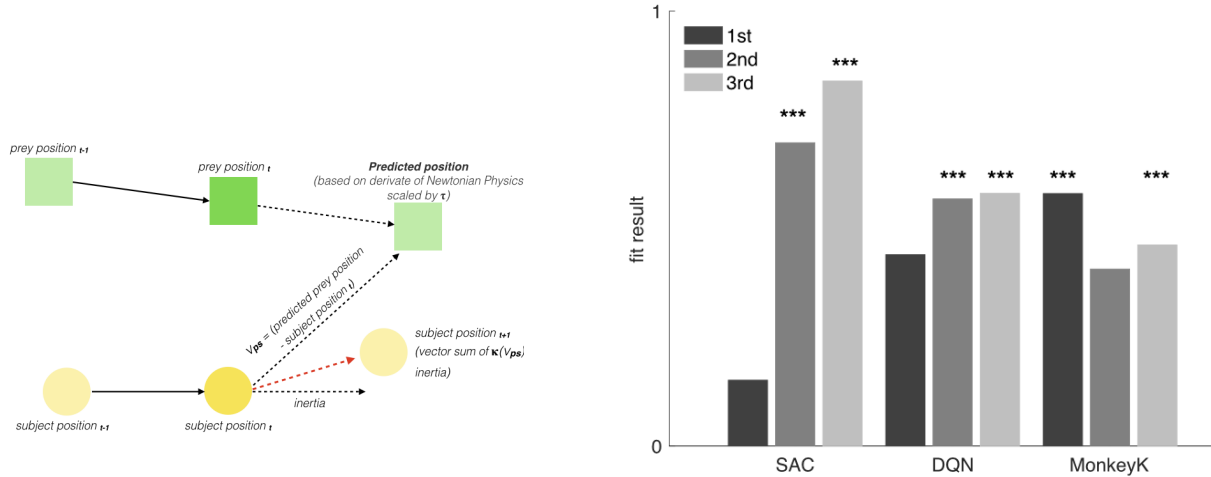 prey position t-1
prey position t
Predicted position
(based on derivate of Newtonian Physics
scaled by τ)
Vps = (predicted prey position
- subject position t)
subject position t+1
(vector sum of κ(Vps)
inertia)
inertia
subject position t-1
subject position t
1
1st
2nd
3rd
***
***
***
***
***
***
fit result
0
SAC
DQN
MonkeyK